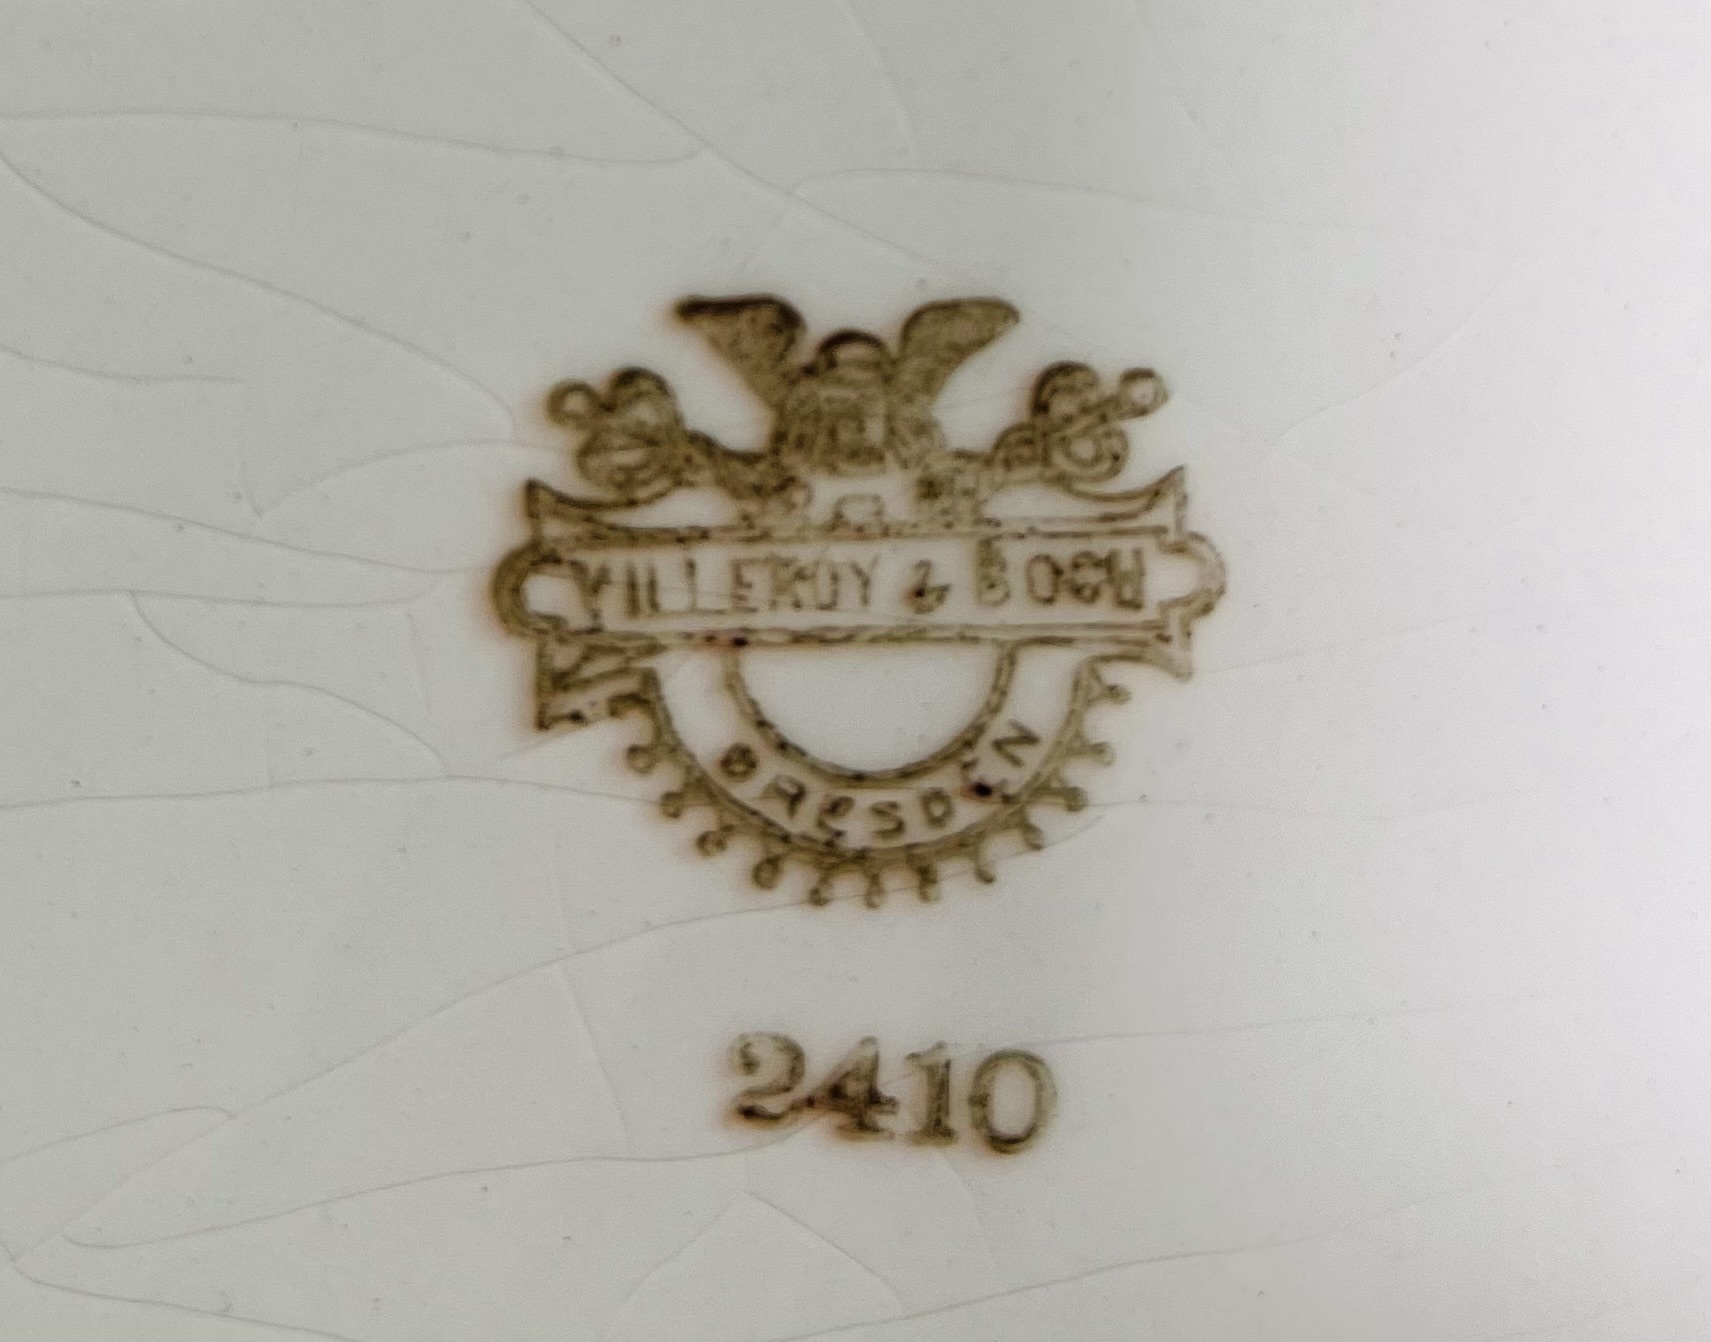 VILLEROY & BOCH
DRESDEN
2410